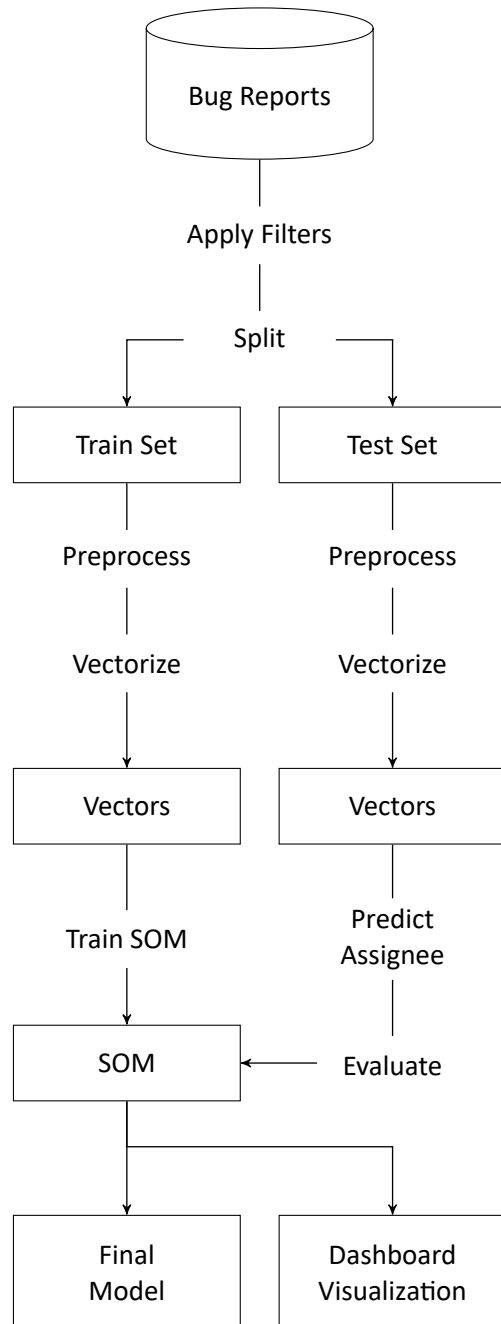 Bug Reports
Apply Filters
Split
Train Set
Test Set
Preprocess
Preprocess
Vectorize
Vectorize
Vectors
Vectors
Train SOM
Predict
Assignee
SOM
Evaluate
Final
Model
Dashboard
Visualization